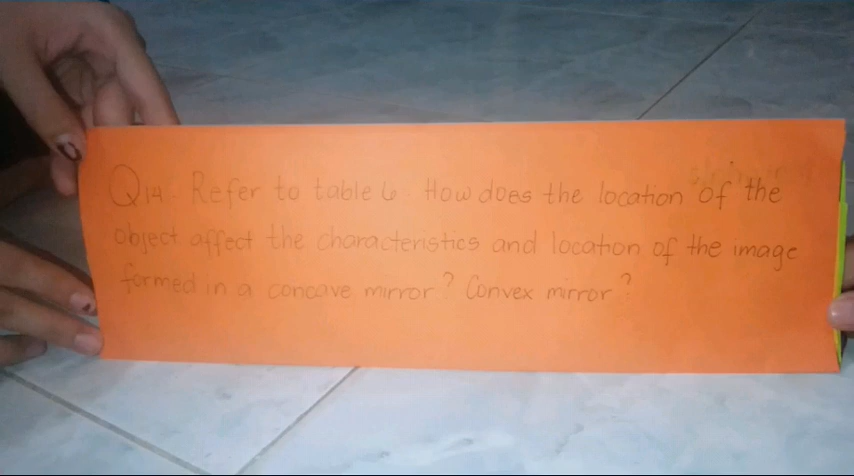 Q14. Refer to table 6. How does the location of the
object affect the characteristics and location of the image
formed in a concave mirror? Convex mirror?